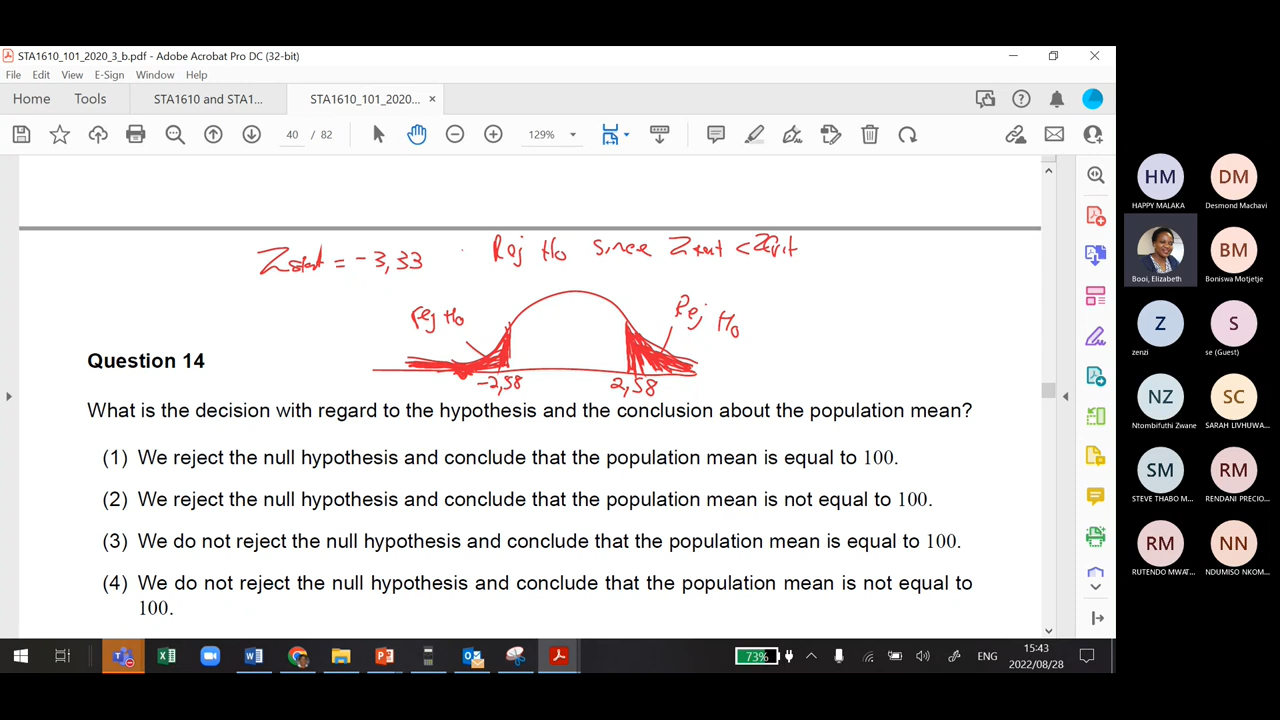 STA1610_101_2020_3_b.pdf - Adobe Acrobat Pro DC (32-bit)
File Edit View E-Sign Window Help
Home Tools STA1610 and STA1... STA1610_101_2020... ×
40 / 82 129%
Zstat = -3,33 Rej Ho since Zstat < Zcrit
Rej Ho Rej Ho
-2,58 2,58
Question 14
What is the decision with regard to the hypothesis and the conclusion about the population mean?
(1) We reject the null hypothesis and conclude that the population mean is equal to 100.
(2) We reject the null hypothesis and conclude that the population mean is not equal to 100.
(3) We do not reject the null hypothesis and conclude that the population mean is equal to 100.
(4) We do not reject the null hypothesis and conclude that the population mean is not equal to
100.
HM DM
HAPPY MALAKA Desmond Machavi
BM
Booi, Elizabeth Boniswa Motjetje
Z S
zenzi se (Guest)
NZ SC
Ntombifuthi Zwane SARAH LIVHUWA...
SM RM
STEVE THABO M... RENDANI PRECIO...
RM NN
RUTENDO MWAT... NDUMISO NKOM...
73% ENG 15:43
2022/08/28